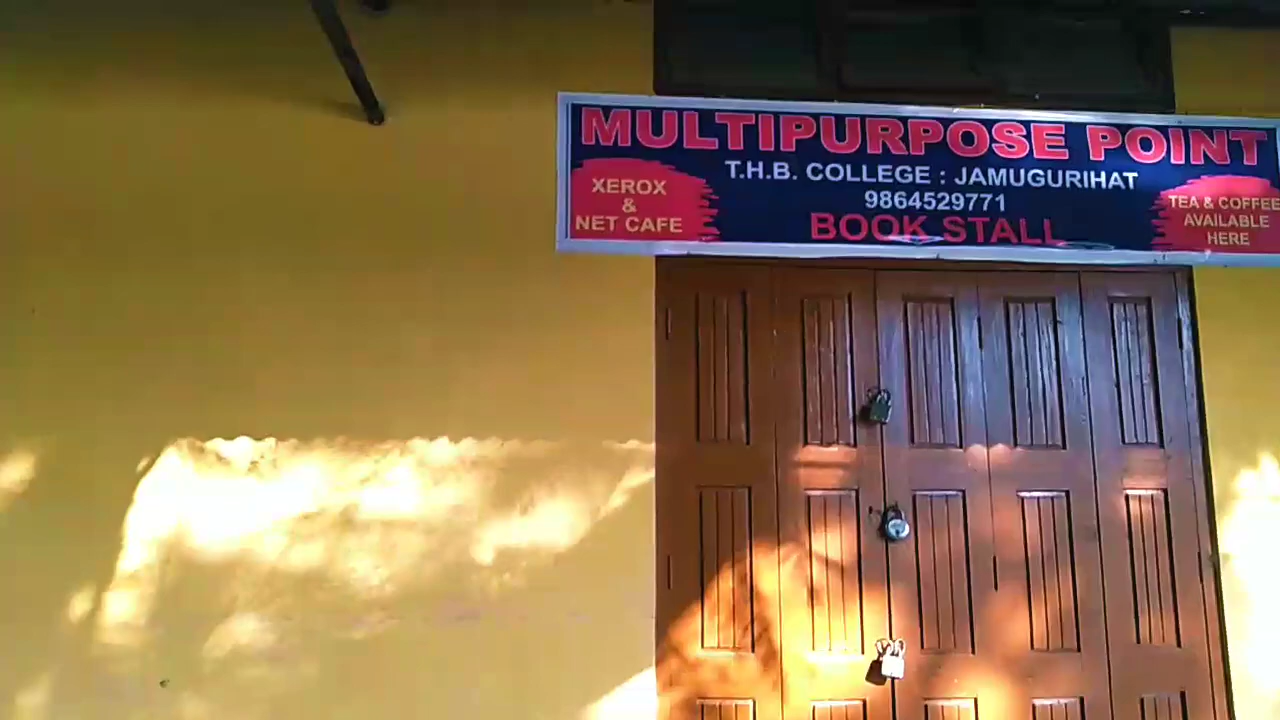 MULTIPURPOSE POINT
T.H.B. COLLEGE : JAMUGURIHAT
9864529771
BOOK STALL
XEROX
&
NET CAFE
TEA & COFFEE
AVAILABLE
HERE